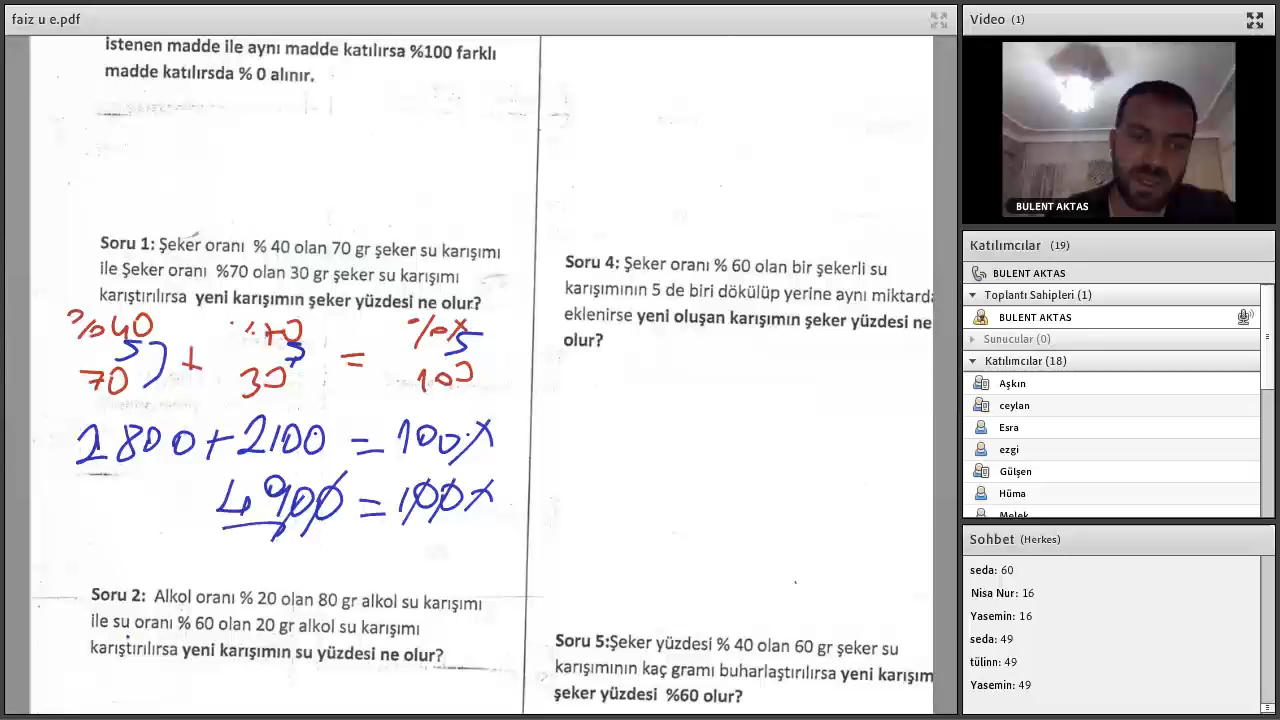 faiz u e.pdf
istenen madde ile aynı madde katılırsa %100 farklı
madde katılırsda % 0 alınır.
Soru 1: Şeker oranı % 40 olan 70 gr şeker su karışımı
ile Şeker oranı %70 olan 30 gr şeker su karışımı
karıştırılırsa yeni karışımın şeker yüzdesi ne olur?
%40 %70 %x
70 + 30 = 100
2800+2100 = 100x
4900 = 100x
Soru 2: Alkol oranı % 20 olan 80 gr alkol su karışımı
ile su oranı % 60 olan 20 gr alkol su karışımı
karıştırılırsa yeni karışımın su yüzdesi ne olur?
Soru 4: Şeker oranı % 60 olan bir şekerli su
karışımının 5 de biri dökülüp yerine aynı miktarda
eklenirse yeni oluşan karışımın şeker yüzdesi ne
olur?
Soru 5:Şeker yüzdesi % 40 olan 60 gr şeker su
karışımının kaç gramı buharlaştırılırsa yeni karışım
şeker yüzdesi %60 olur?
Video (1)
BULENT AKTAS
Katılımcılar (19)
BULENT AKTAS
Toplantı Sahipleri (1)
BULENT AKTAS
Sunucular (0)
Katılımcılar (18)
Aşkın
ceylan
Esra
ezgi
Gülşen
Hüma
Melek
Sohbet (Herkes)
seda: 60
Nisa Nur: 16
Yasemin: 16
seda: 49
tülinn: 49
Yasemin: 49